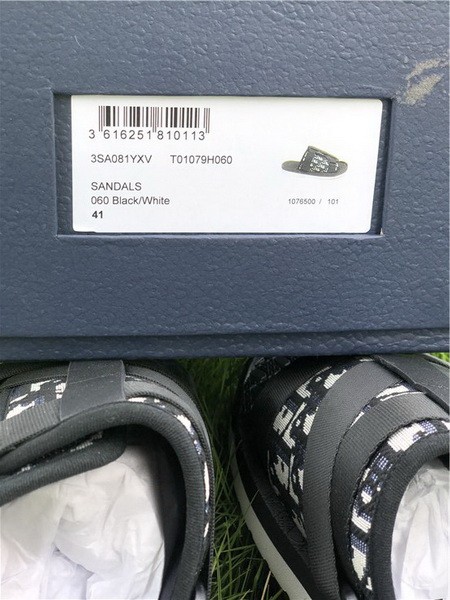 3 616251 810113
3SA081YXV T01079H060
SANDALS
060 Black/White
41
1076500 / 101